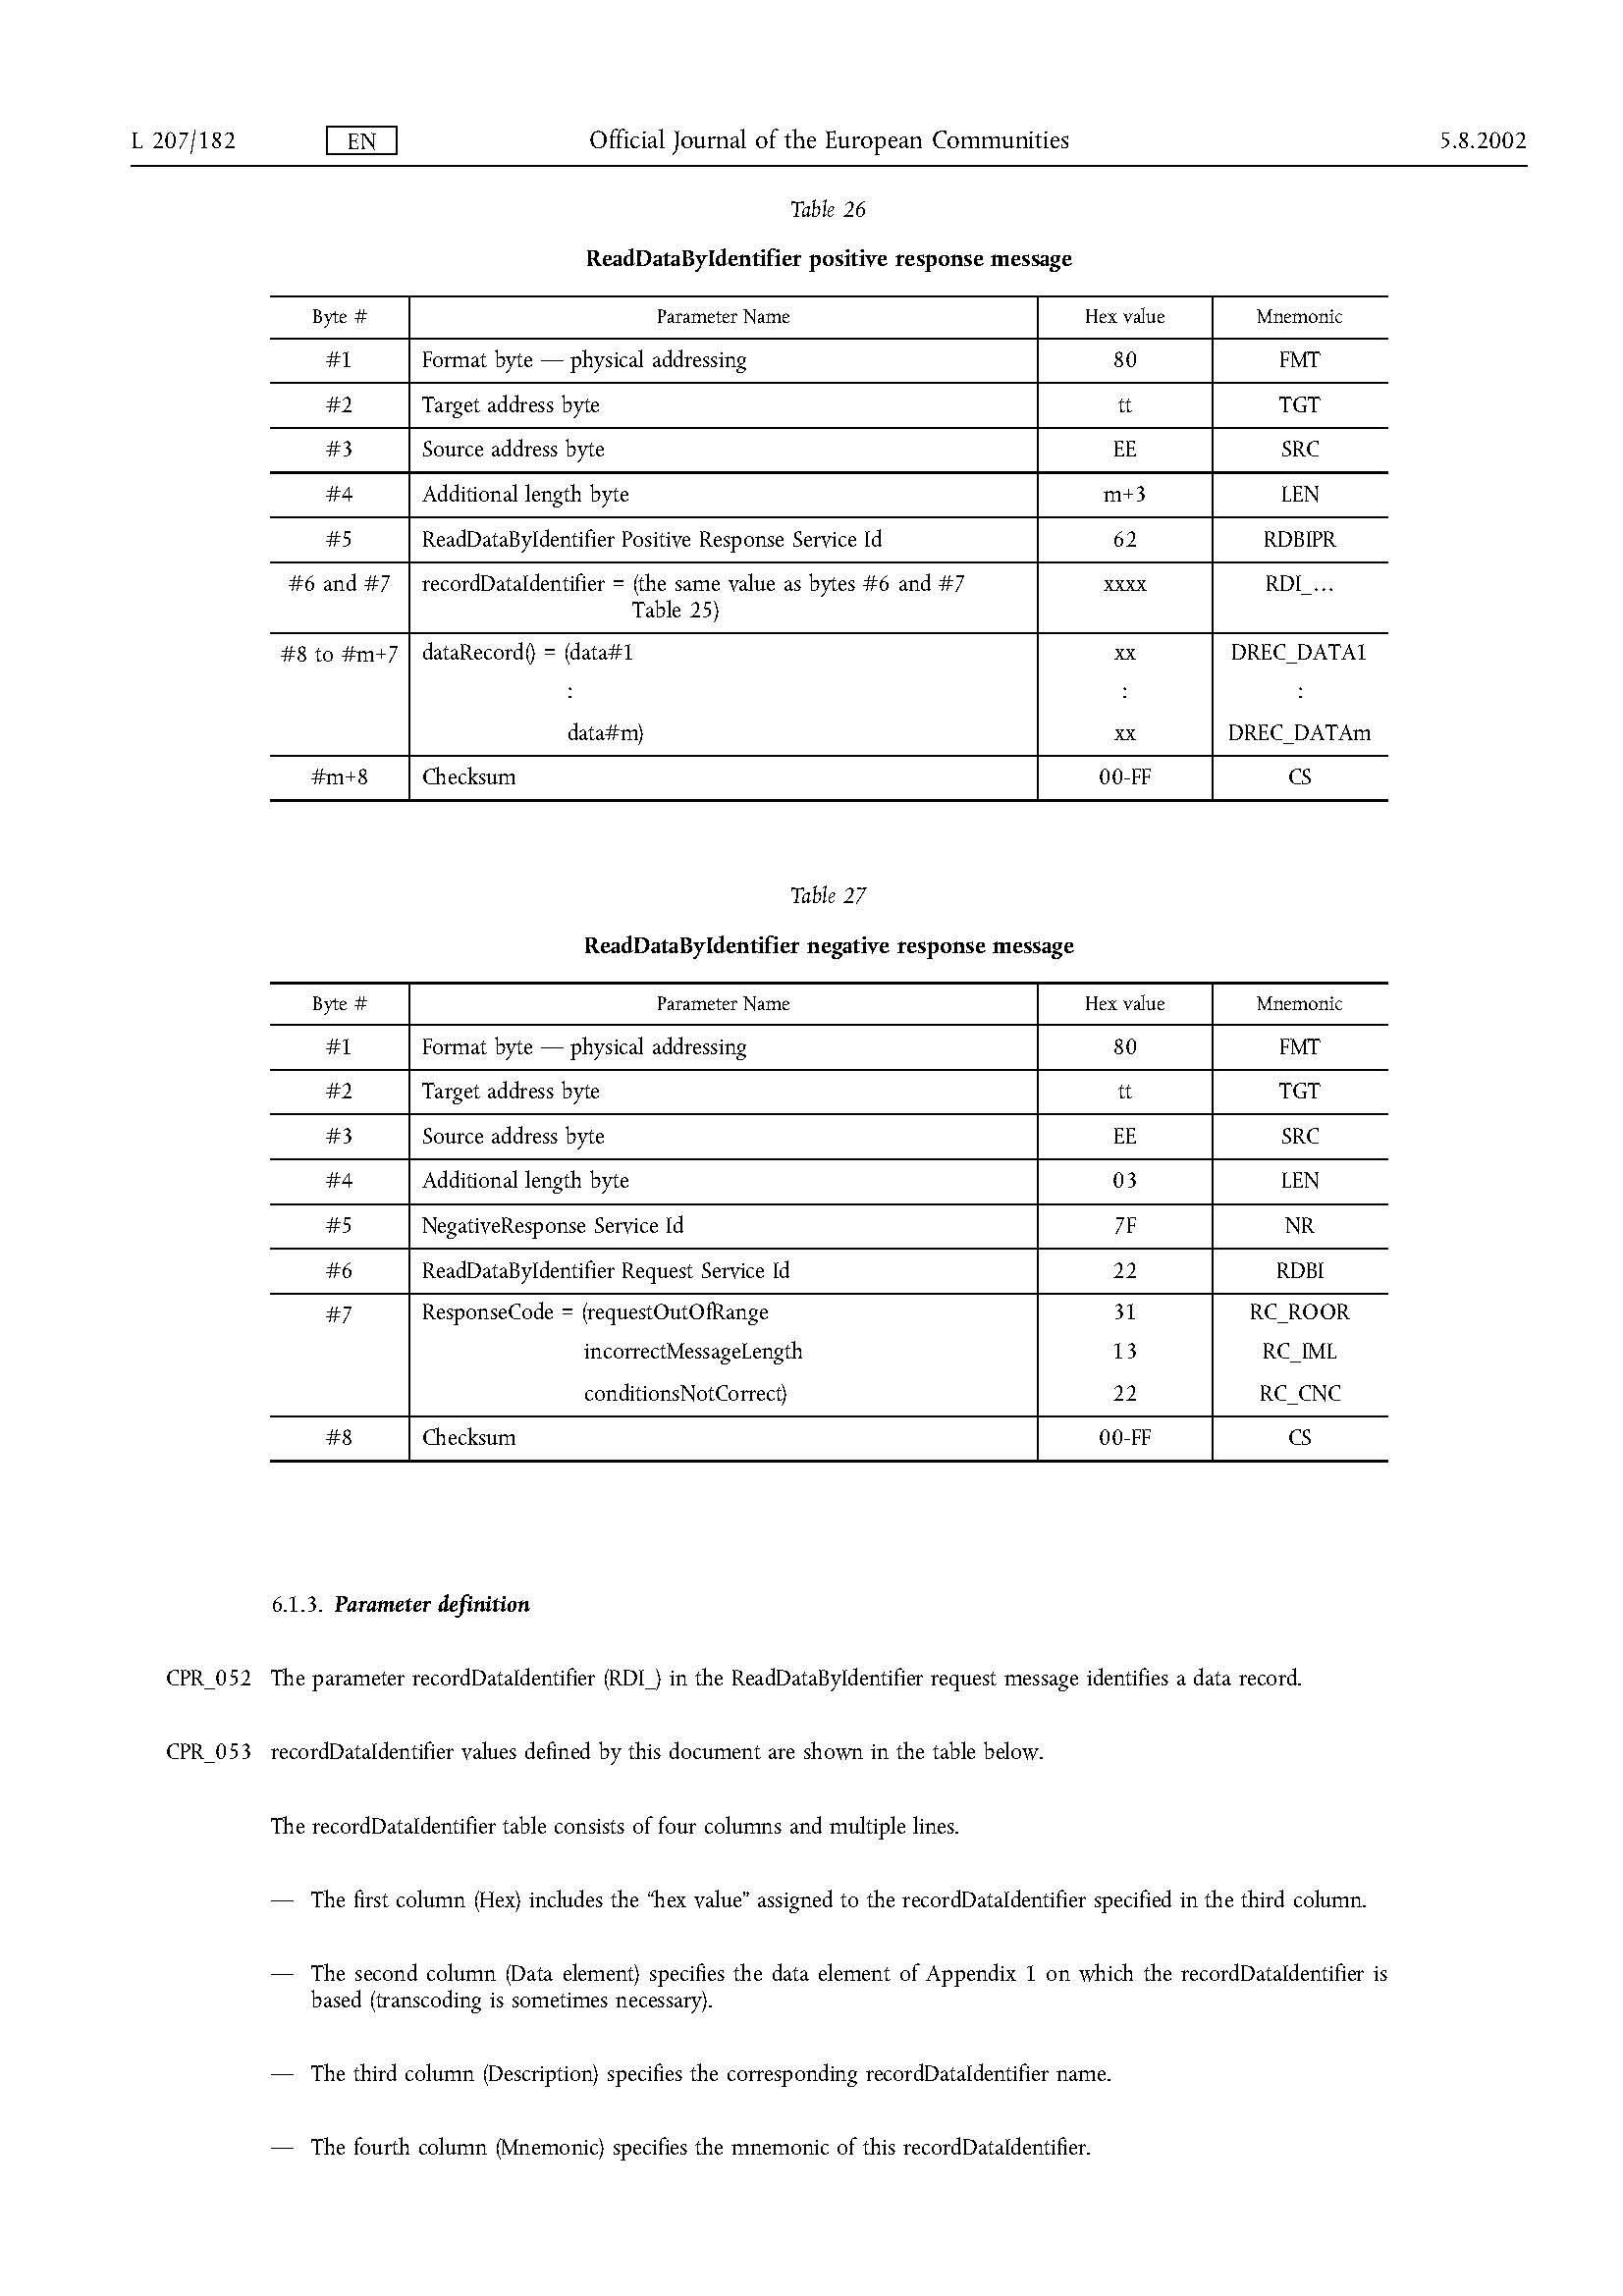 L 207/182 EN Official Journal of the European Communities 5.8.2002
Table 26
ReadDataByIdentifier positive response message
Byte # Parameter Name Hex value Mnemonic
#1 Format byte — physical addressing 80 FMT
#2 Target address byte tt TGT
#3 Source address byte EE SRC
#4 Additional length byte m+3 LEN
#5 ReadDataByIdentifier Positive Response Service Id 62 RDBIPR
#6 and #7 recordDataIdentifier = (the same value as bytes #6 and #7 xxxx RDI_…
Table 25)
#8 to #m+7 dataRecord() = (data#1 xx DREC_DATA1
: : :
data#m) xx DREC_DATAm
#m+8 Checksum 00-FF CS
Table 27
ReadDataByIdentifier negative response message
Byte # Parameter Name Hex value Mnemonic
#1 Format byte — physical addressing 80 FMT
#2 Target address byte tt TGT
#3 Source address byte EE SRC
#4 Additional length byte 03 LEN
#5 NegativeResponse Service Id 7F NR
#6 ReadDataByIdentifier Request Service Id 22 RDBI
#7 ResponseCode = (requestOutOfRange 31 RC_ROOR
incorrectMessageLength 13 RC_IML
conditionsNotCorrect) 22 RC_CNC
#8 Checksum 00-FF CS
6.1.3. Parameter definition
CPR_052 The parameter recordDataIdentifier (RDI_) in the ReadDataByIdentifier request message identifies a data record.
CPR_053 recordDataIdentifier values defined by this document are shown in the table below.
The recordDataIdentifier table consists of four columns and multiple lines.
— The first column (Hex) includes the “hex value” assigned to the recordDataIdentifier specified in the third column.
— The second column (Data element) specifies the data element of Appendix 1 on which the recordDataIdentifier is
based (transcoding is sometimes necessary).
— The third column (Description) specifies the corresponding recordDataIdentifier name.
— The fourth column (Mnemonic) specifies the mnemonic of this recordDataIdentifier.